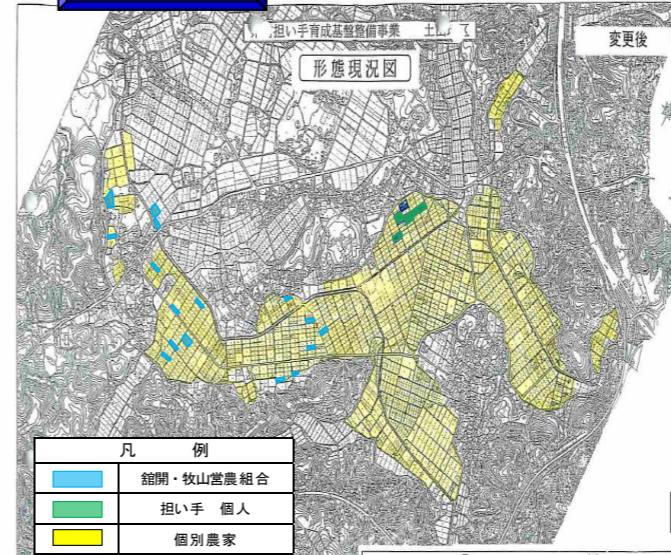 担い手育成基盤整備事業
変更後
形態現況図
凡 例
舘開・牧山営農組合
担い手 個人
個別農家